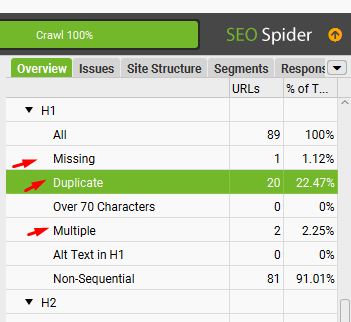 Crawl 100% SEO Spider
Overview Issues Site Structure Segments Respon
URLs % of T...
H1
All 89 100%
Missing 1 1.12%
Duplicate 20 22.47%
Over 70 Characters 0 0%
Multiple 2 2.25%
Alt Text in H1 0 0%
Non-Sequential 81 91.01%
H2